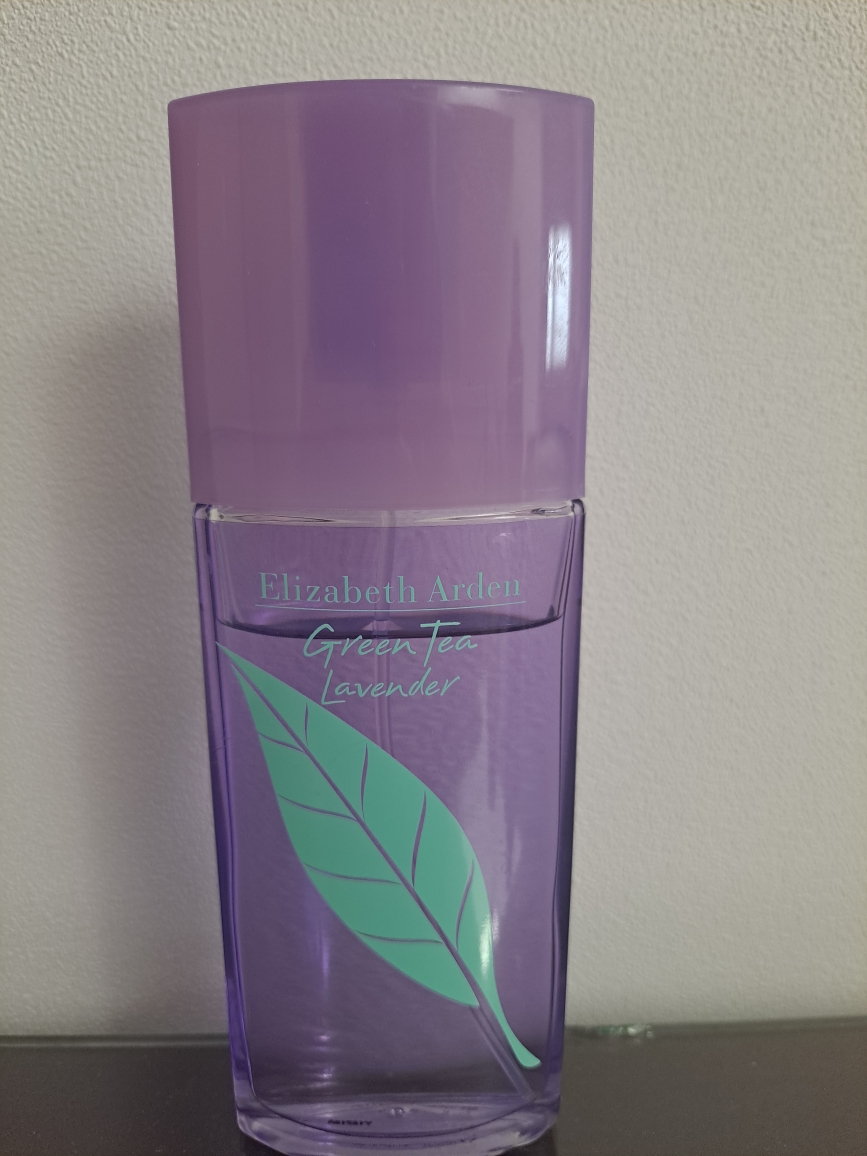 Elizabeth Arden
Green Tea
Lavender